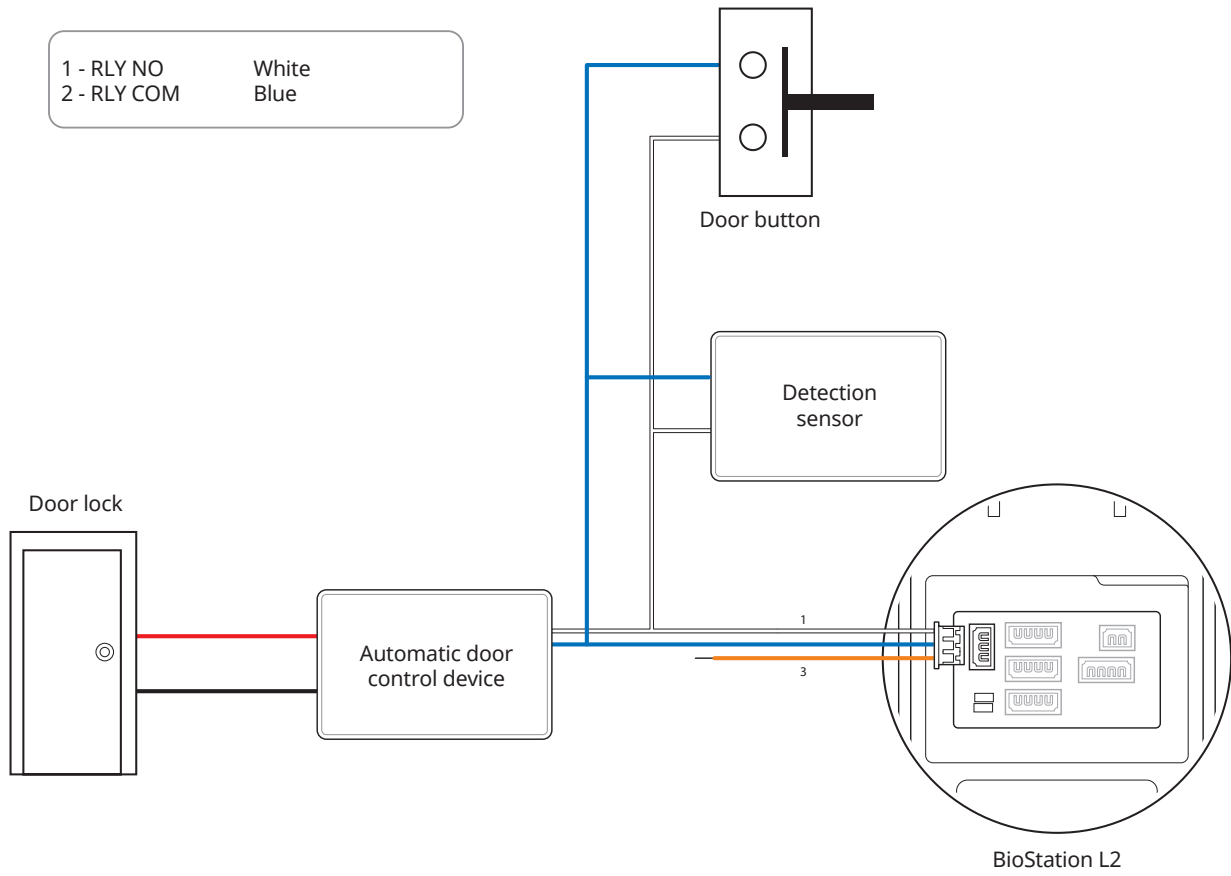 1 - RLY NO White
2 - RLY COM Blue
Door button
Detection
sensor
Door lock
Automatic door
control device
1
3
BioStation L2